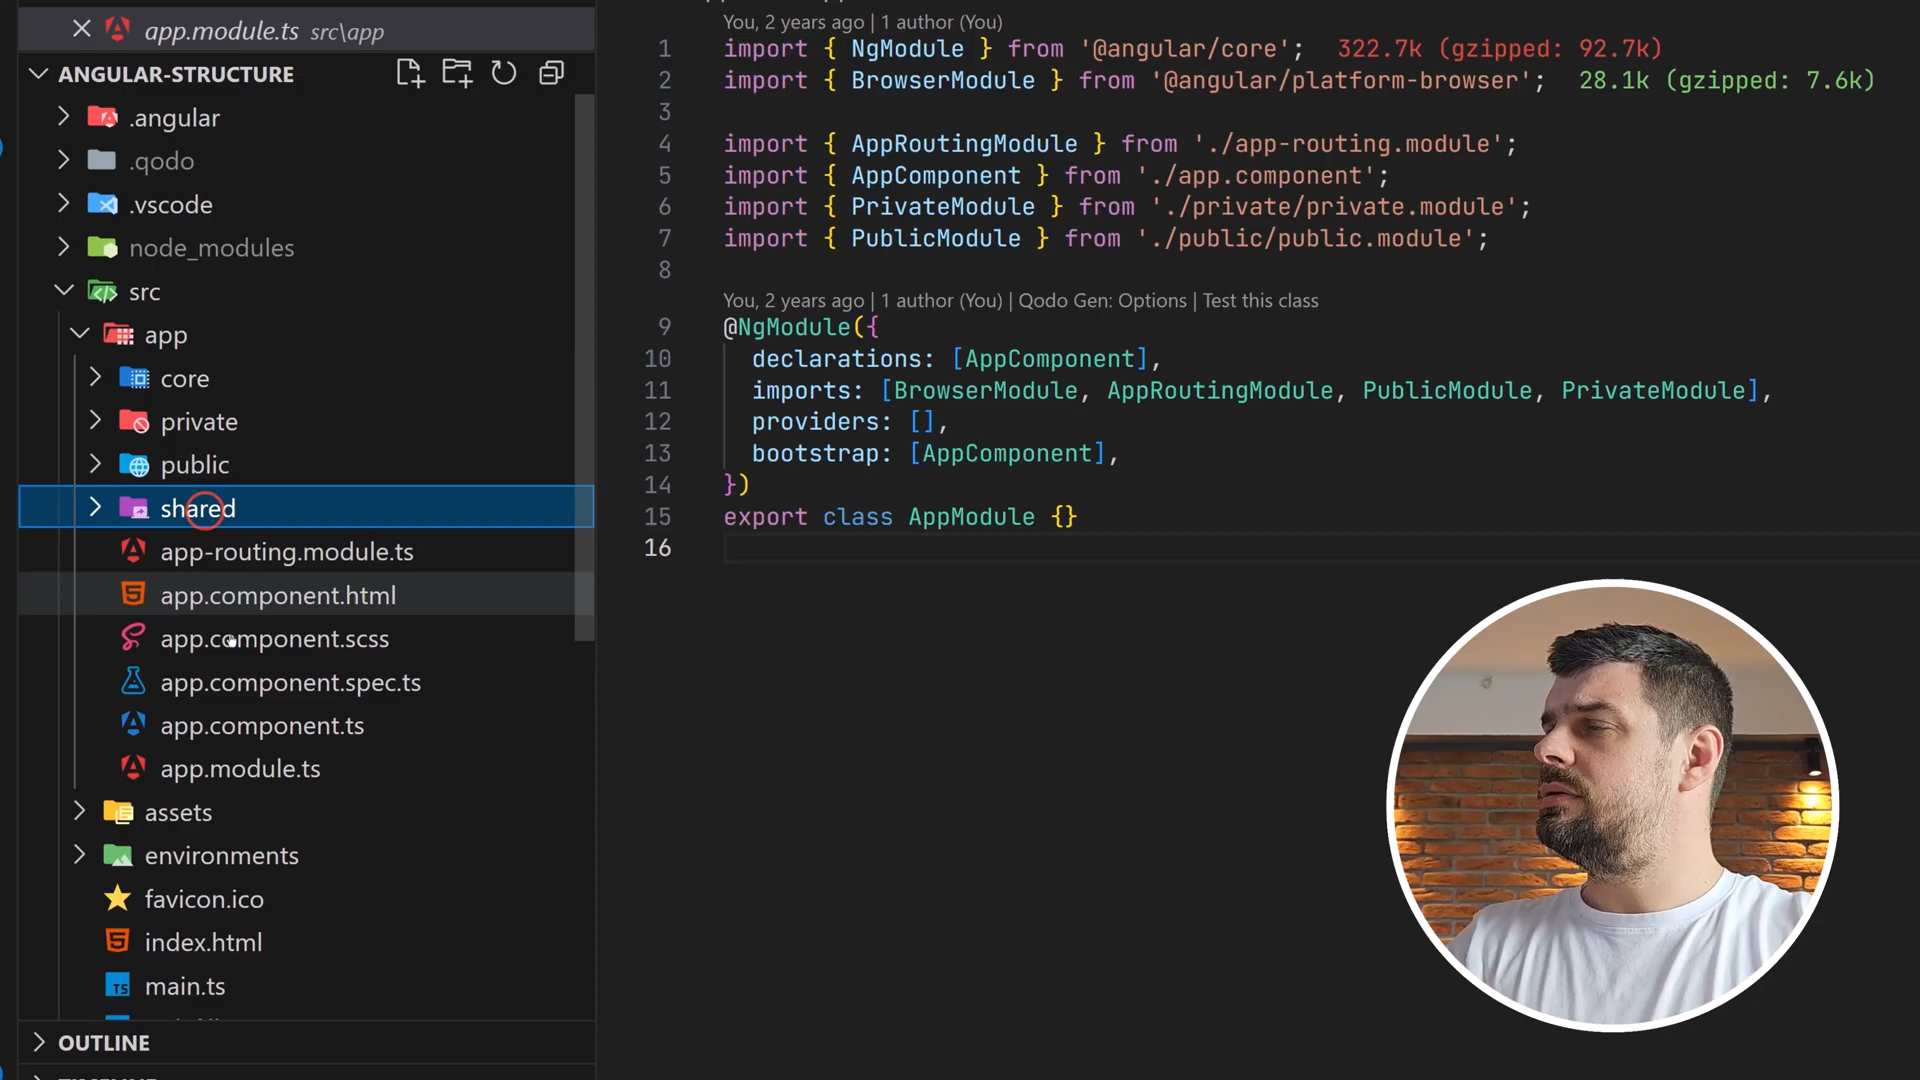 app.module.ts src\app
ANGULAR-STRUCTURE
.angular
.qodo
.vscode
node_modules
src
app
core
private
public
shared
app-routing.module.ts
app.component.html
app.component.scss
app.component.spec.ts
app.component.ts
app.module.ts
assets
environments
favicon.ico
index.html
main.ts
OUTLINE
You, 2 years ago | 1 author (You)
1 import { NgModule } from '@angular/core'; 322.7k (gzipped: 92.7k)
2 import { BrowserModule } from '@angular/platform-browser'; 28.1k (gzipped: 7.6k)
3
4 import { AppRoutingModule } from './app-routing.module';
5 import { AppComponent } from './app.component';
6 import { PrivateModule } from './private/private.module';
7 import { PublicModule } from './public/public.module';
8
You, 2 years ago | 1 author (You) | Qodo Gen: Options | Test this class
9 @NgModule({
10 declarations: [AppComponent],
11 imports: [BrowserModule, AppRoutingModule, PublicModule, PrivateModule],
12 providers: [],
13 bootstrap: [AppComponent],
14 })
15 export class AppModule {}
16